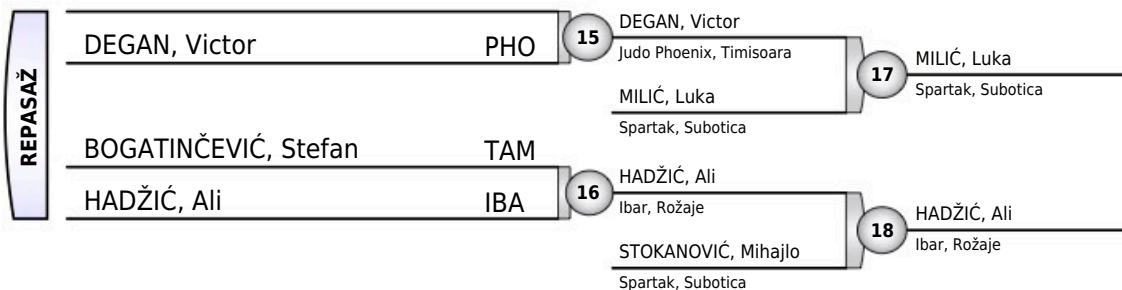 REPASAŽ
DEGAN, Victor PHO
BOGATINČEVIĆ, Stefan TAM
HADŽIĆ, Ali IBA
15
DEGAN, Victor
Judo Phoenix, Timisoara
MILIĆ, Luka
Spartak, Subotica
16
HADŽIĆ, Ali
Ibar, Rožaje
STOKANOVIĆ, Mihajlo
Spartak, Subotica
17
MILIĆ, Luka
Spartak, Subotica
18
HADŽIĆ, Ali
Ibar, Rožaje